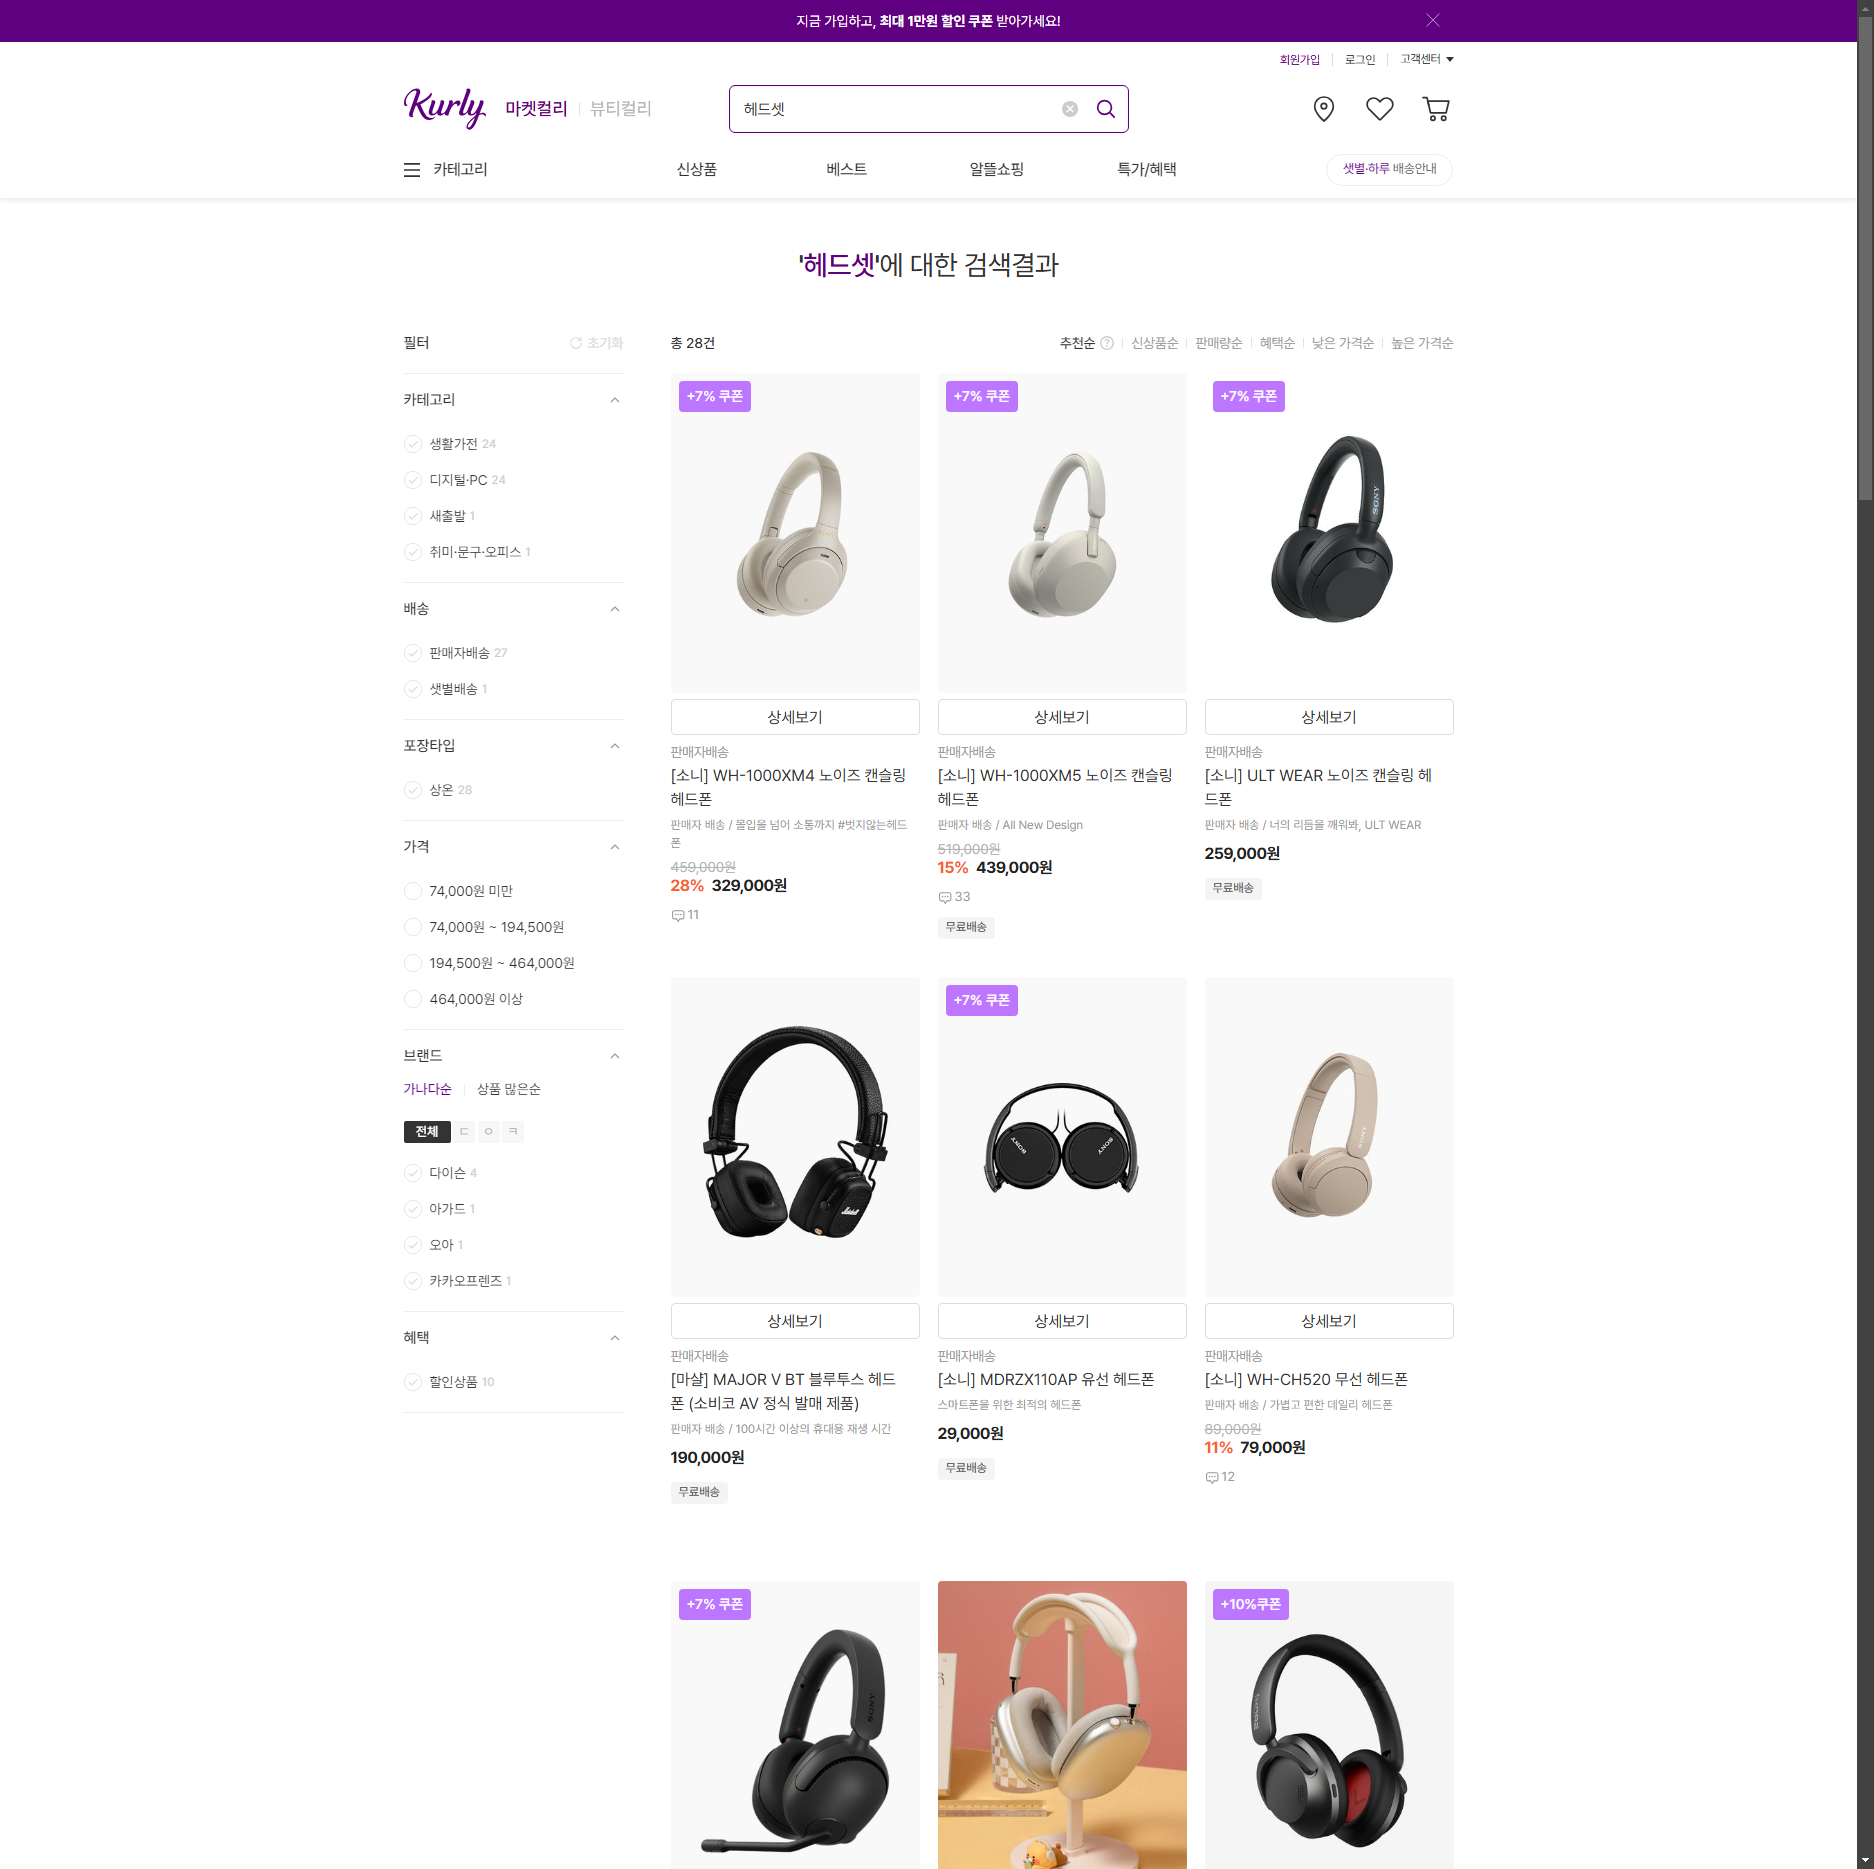 지금 가입하고, 최대 1만원 할인 쿠폰 받아가세요!
회원가입 로그인 고객센터
Kurly 마켓컬리 뷰티컬리
헤드셋
카테고리 신상품 베스트 알뜰쇼핑 특가/혜택 샛별·하루 배송안내
'헤드셋'에 대한 검색결과
필터 초기화
카테고리
생활가전 24
디지털·PC 24
새출발 1
취미·문구·오피스 1
배송
판매자배송 27
샛별배송 1
포장타입
상온 28
가격
74,000원 미만
74,000원 ~ 194,500원
194,500원 ~ 464,000원
464,000원 이상
브랜드
가나다순 상품 많은순
전체 ㄷ ㅇ ㅋ
다이슨 4
아가드 1
오아 1
카카오프렌즈 1
혜택
할인상품 10
총 28건 추천순 ? 신상품순 판매량순 혜택순 낮은 가격순 높은 가격순
+7% 쿠폰
상세보기
판매자배송
[소니] WH-1000XM4 노이즈 캔슬링
헤드폰
판매자 배송 / 몰입을 넘어 소통까지 #벗지않는헤드
폰
459,000원
28% 329,000원
11
+7% 쿠폰
상세보기
판매자배송
[소니] WH-1000XM5 노이즈 캔슬링
헤드폰
판매자 배송 / All New Design
519,000원
15% 439,000원
33
무료배송
+7% 쿠폰
SONY
상세보기
판매자배송
[소니] ULT WEAR 노이즈 캔슬링 헤
드폰
판매자 배송 / 너의 리듬을 깨워봐, ULT WEAR
259,000원
무료배송
Marshall
상세보기
판매자배송
[마샬] MAJOR V BT 블루투스 헤드
폰 (소비코 AV 정식 발매 제품)
판매자 배송 / 100시간 이상의 휴대용 재생 시간
190,000원
무료배송
+7% 쿠폰
SONY SONY
상세보기
판매자배송
[소니] MDRZX110AP 유선 헤드폰
스마트폰을 위한 최적의 헤드폰
29,000원
무료배송
SONY
상세보기
판매자배송
[소니] WH-CH520 무선 헤드폰
판매자 배송 / 가볍고 편한 데일리 헤드폰
89,000원
11% 79,000원
12
+7% 쿠폰
SONY
+10%쿠폰